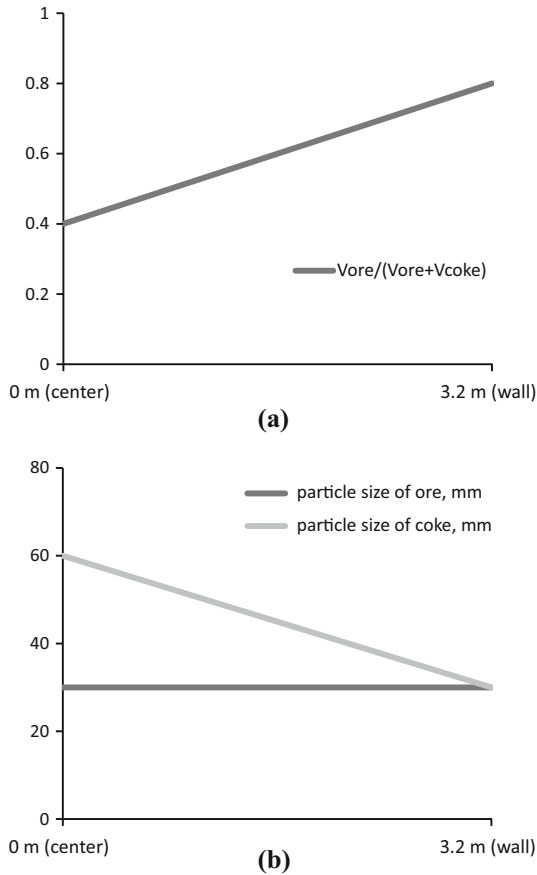 1
0.8
0.6
0.4
0.2
0
Vore/(Vore+Vcoke)
0 m (center)
3.2 m (wall)
(a)
80
60
40
20
0
particle size of ore, mm
particle size of coke, mm
0 m (center)
3.2 m (wall)
(b)